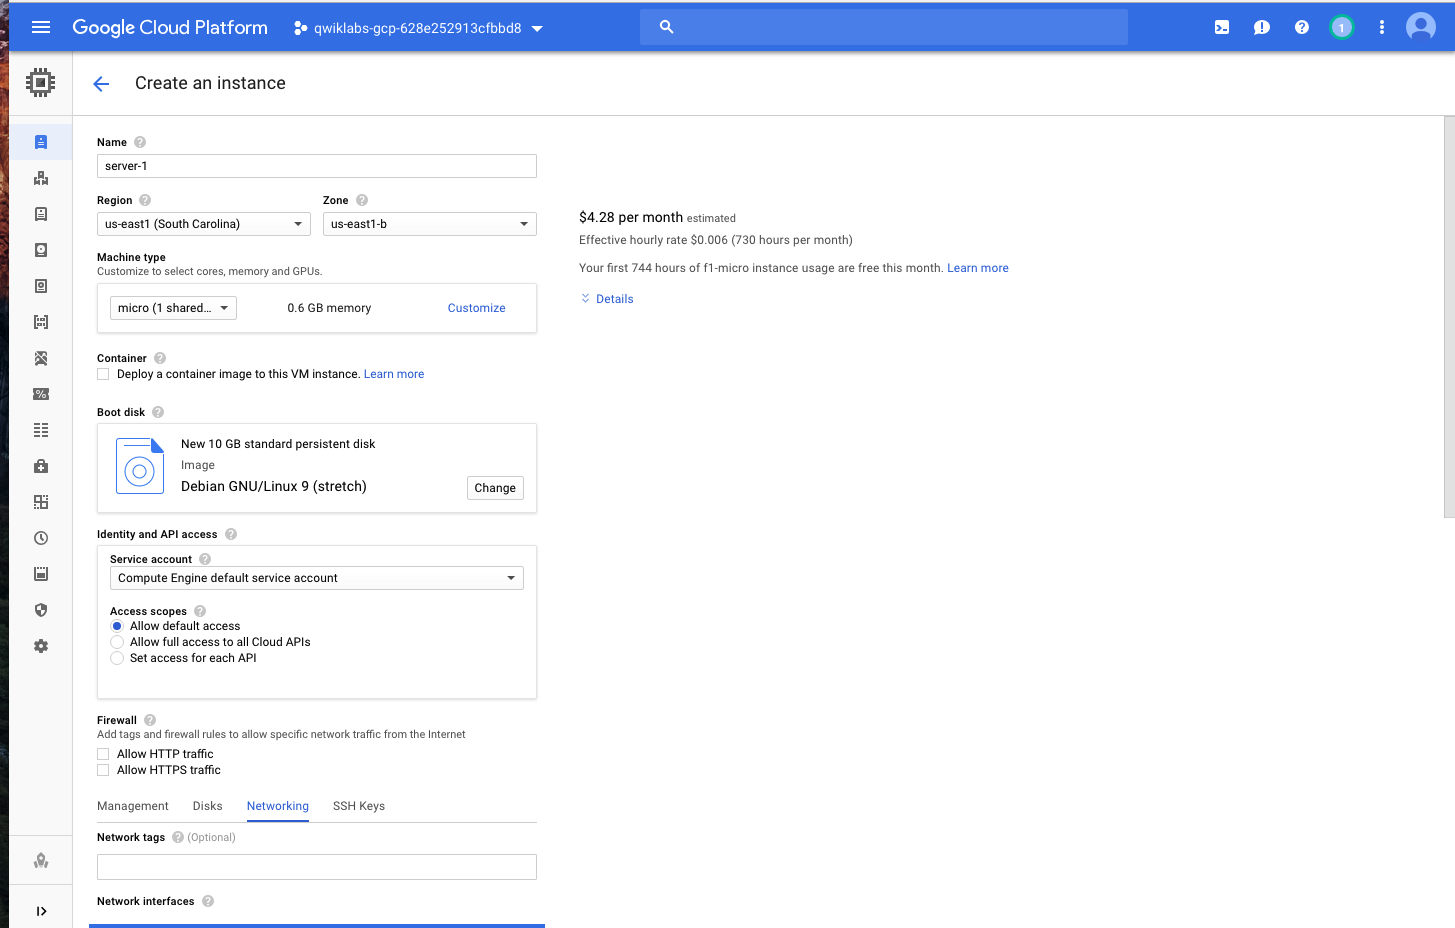 Google Cloud Platform qwiklabs-gcp-628e252913cfbbd8 1
Create an instance
Name
server-1
Region Zone
us-east1 (South Carolina) us-east1-b
Machine type
Customize to select cores, memory and GPUs.
micro (1 shared... 0.6 GB memory Customize
Container
Deploy a container image to this VM instance. Learn more
Boot disk
New 10 GB standard persistent disk
Image
Debian GNU/Linux 9 (stretch)
Change
Identity and API access
Service account
Compute Engine default service account
Access scopes
Allow default access
Allow full access to all Cloud APIs
Set access for each API
Firewall
Add tags and firewall rules to allow specific network traffic from the Internet
Allow HTTP traffic
Allow HTTPS traffic
Management Disks Networking SSH Keys
Network tags (Optional)
Network interfaces
$4.28 per month estimated
Effective hourly rate $0.006 (730 hours per month)
Your first 744 hours of f1-micro instance usage are free this month. Learn more
Details